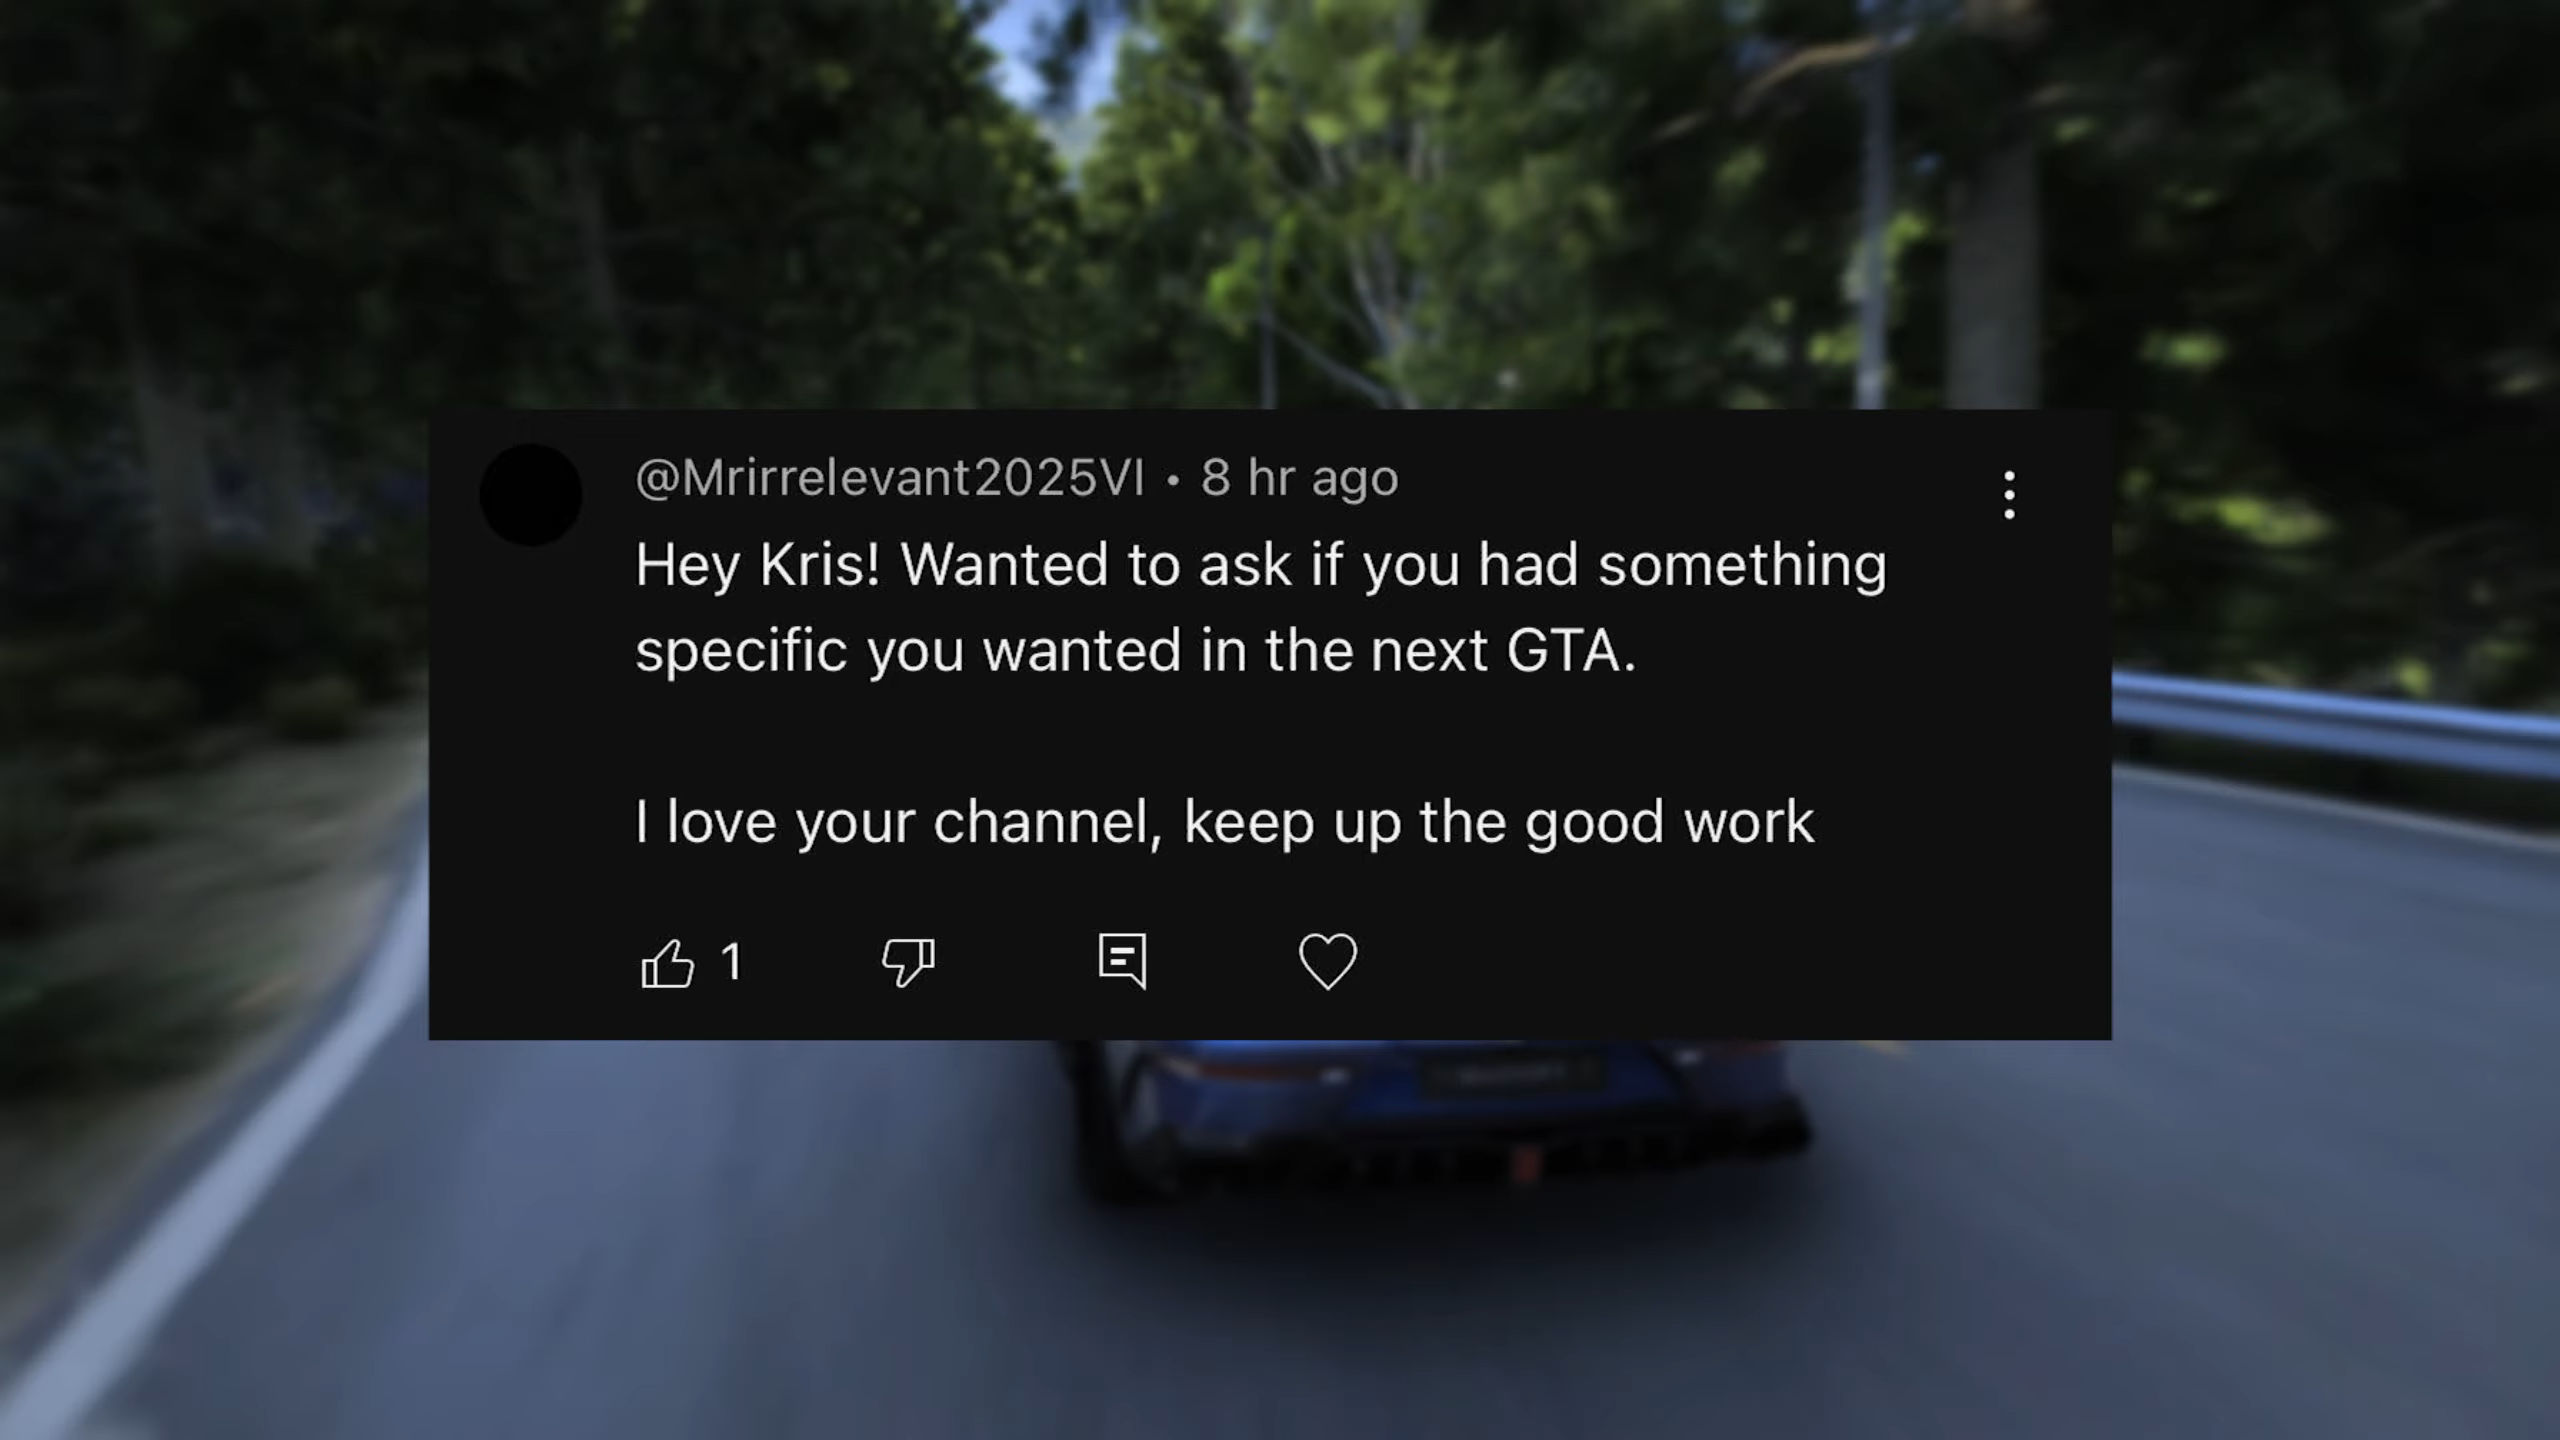 @Mrirrelevant2025VI • 8 hr ago
Hey Kris! Wanted to ask if you had something
specific you wanted in the next GTA.
I love your channel, keep up the good work
1